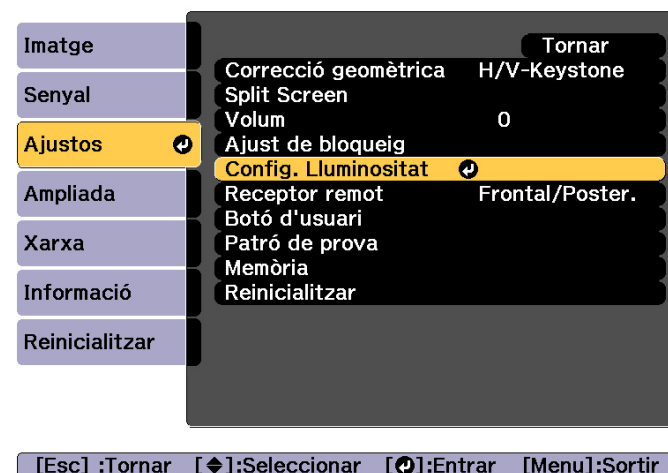 Imatge
Senyal
Ajustos
Ampliada
Xarxa
Informació
Reinicialitzar
Tornar
Correcció geomètrica H/V-Keystone
Split Screen
Volum 0
Ajust de bloqueig
Config. Lluminositat
Receptor remot Frontal/Poster.
Botó d'usuari
Patró de prova
Memòria
Reinicialitzar
[Esc] :Tornar [◆]:Seleccionar [⏎]:Entrar [Menu]:Sortir